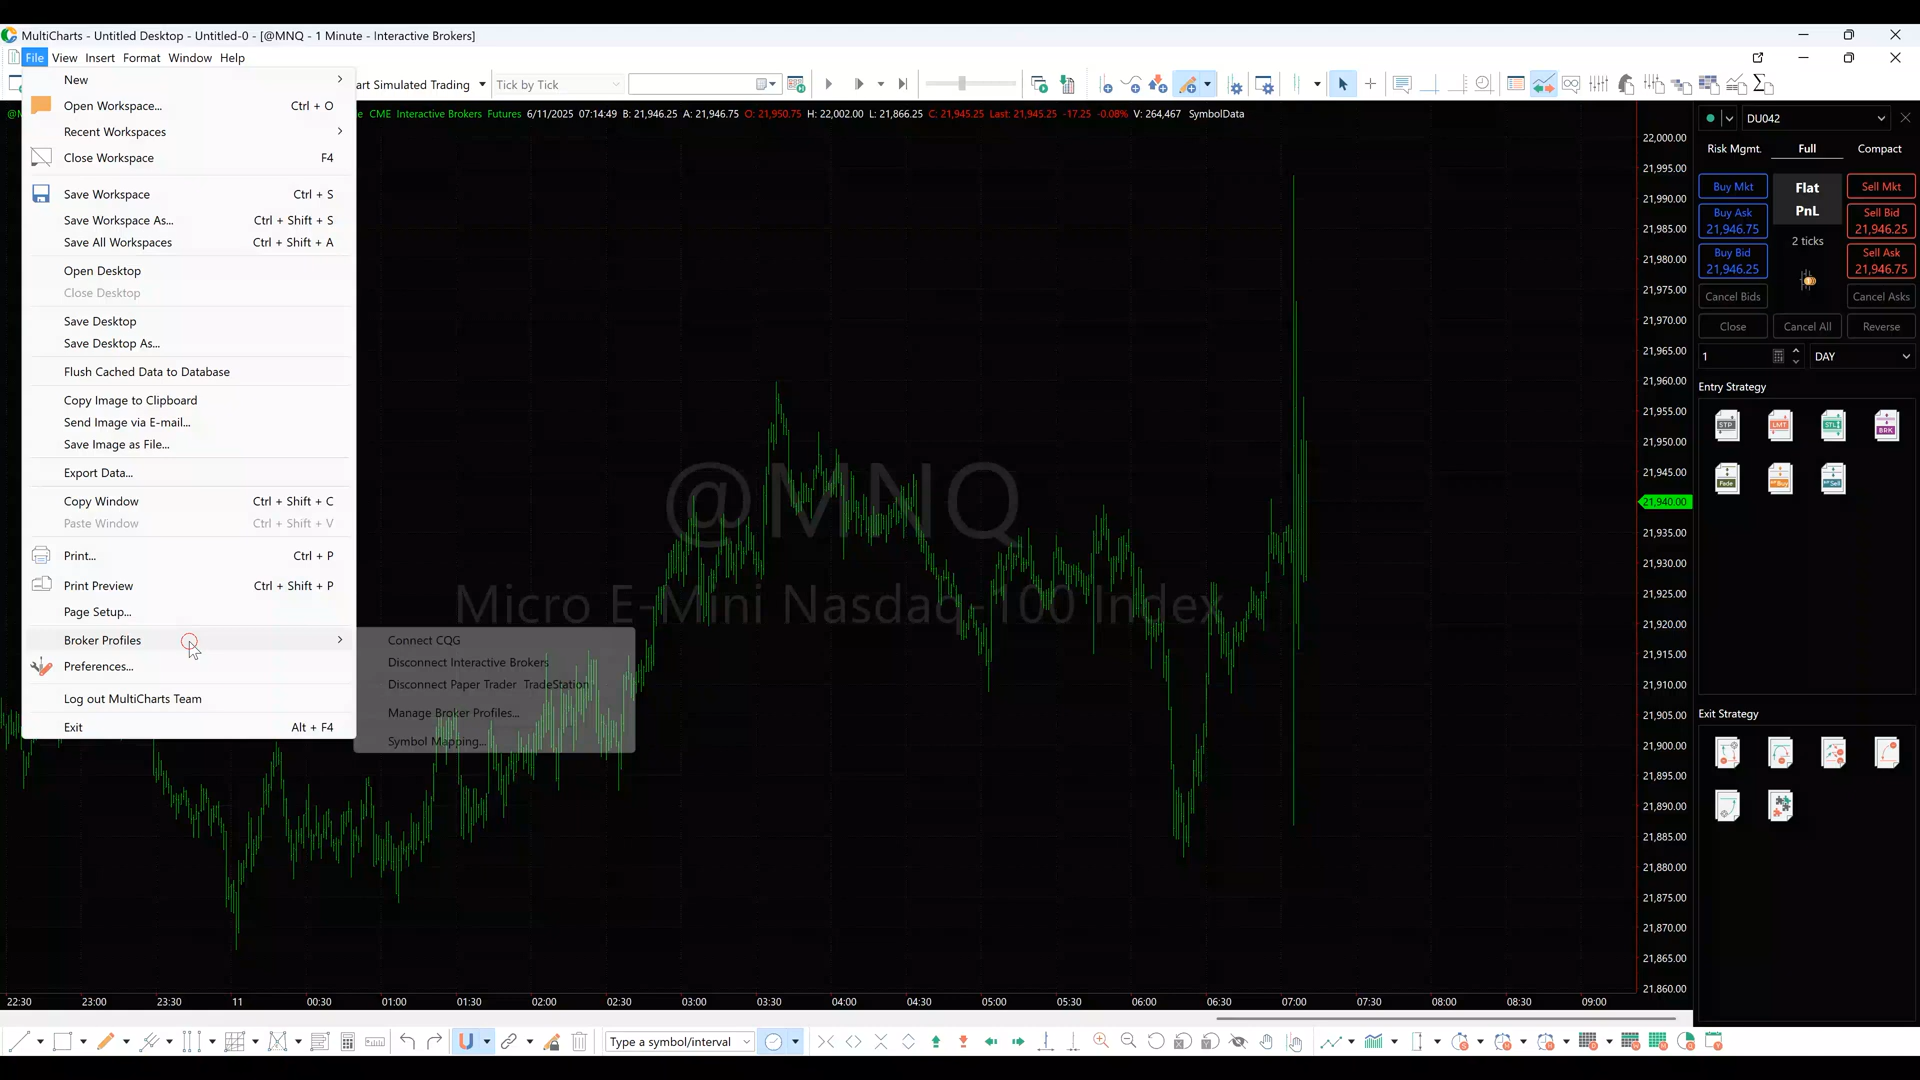 MultiCharts - Untitled Desktop - Untitled-0 - [@MNQ - 1 Minute - Interactive Brokers]
File View Insert Format Window Help
art Simulated Trading
Tick by Tick
CME Interactive Brokers Futures 6/11/2025 07:14:49 B: 21,946.25 A: 21,946.75 O: 21,950.75 H: 22,002.00 L: 21,866.25 C: 21,945.25 Last: 21,945.25 -17.25 -0.08% V: 264,467 SymbolData
New
Open Workspace... Ctrl + O
Recent Workspaces
Close Workspace F4
Save Workspace Ctrl + S
Save Workspace As... Ctrl + Shift + S
Save All Workspaces Ctrl + Shift + A
Open Desktop
Close Desktop
Save Desktop
Save Desktop As...
Flush Cached Data to Database
Copy Image to Clipboard
Send Image via E-mail...
Save Image as File...
Export Data...
Copy Window Ctrl + Shift + C
Paste Window Ctrl + Shift + V
Print... Ctrl + P
Print Preview Ctrl + Shift + P
Page Setup...
Broker Profiles
Preferences...
Log out MultiCharts Team
Exit Alt + F4
Connect CQG
Disconnect Interactive Brokers
Disconnect Paper Trader TradeStation
Manage Broker Profiles...
Symbol Mapping...
@MNQ
Micro E-Mini Nasdaq-100 Index
22,000.00
21,995.00
21,990.00
21,985.00
21,980.00
21,975.00
21,970.00
21,965.00
21,960.00
21,955.00
21,950.00
21,945.00
21,940.00
21,935.00
21,930.00
21,925.00
21,920.00
21,915.00
21,910.00
21,905.00
21,900.00
21,895.00
21,890.00
21,885.00
21,880.00
21,875.00
21,870.00
21,865.00
21,860.00
22:30 23:00 23:30 11 00:30 01:00 01:30 02:00 02:30 03:00 03:30 04:00 04:30 05:00 05:30 06:00 06:30 07:00 07:30 08:00 08:30 09:00
DU042
Risk Mgmt. Full Compact
Buy Mkt Flat Sell Mkt
PnL
Buy Ask Sell Bid
21,946.75 21,946.25
2 ticks
Buy Bid Sell Ask
21,946.25 21,946.75
Cancel Bids Cancel Asks
Close Cancel All Reverse
1 DAY
Entry Strategy
STP LMT STL BRK
Fade Buy Sell
Exit Strategy
Type a symbol/interval